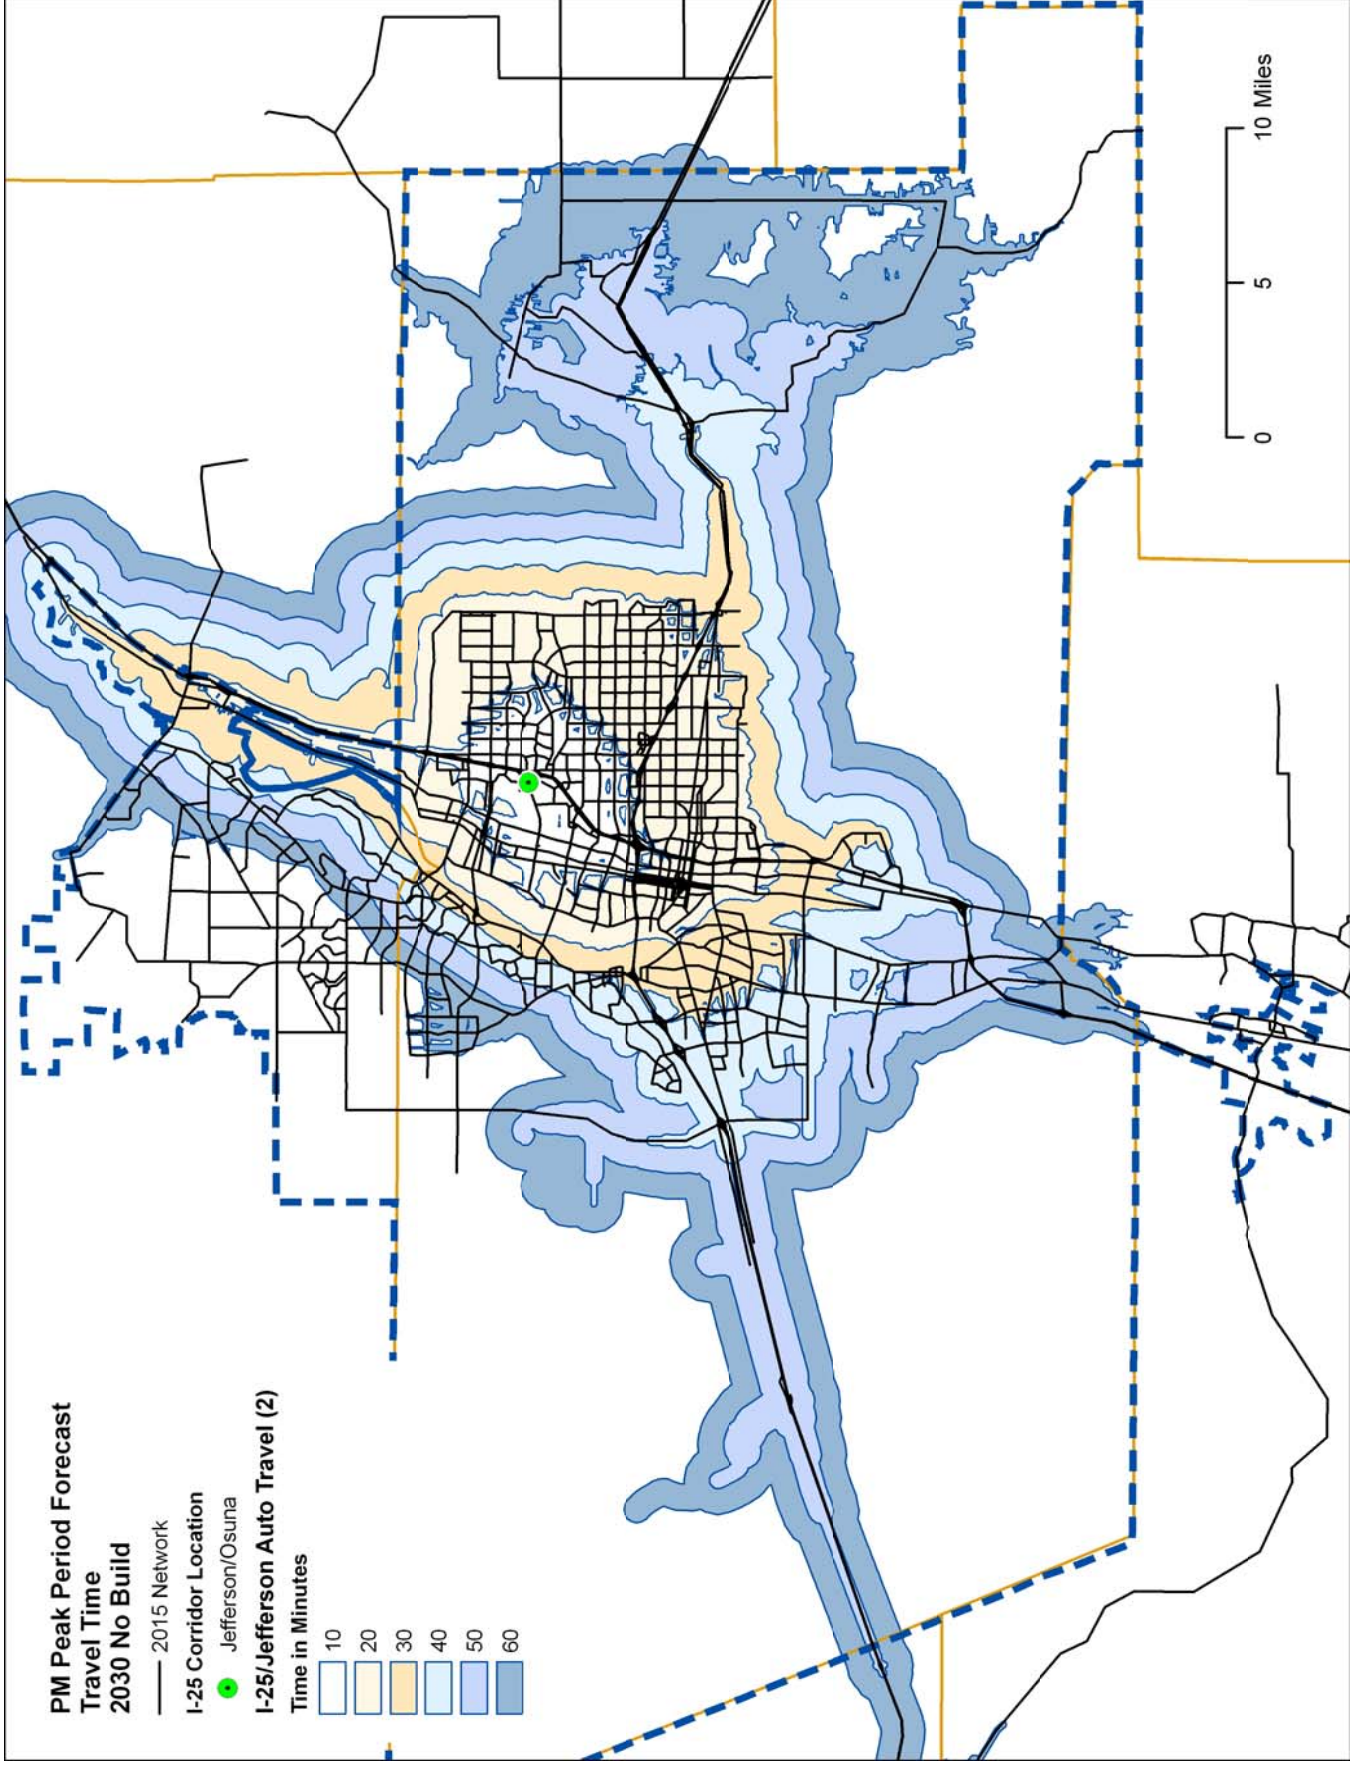 PM Peak Period Forecast
Travel Time
2030 No Build
2015 Network
I-25 Corridor Location
Jefferson/Osuna
I-25/Jefferson Auto Travel (2)
Time in Minutes
10
20
30
40
50
60
0 5 10 Miles